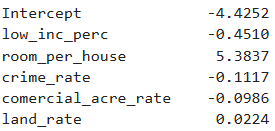 Intercept -4.4252
low_inc_perc -0.4510
room_per_house 5.3837
crime_rate -0.1117
comercial_acre_rate -0.0986
land_rate 0.0224